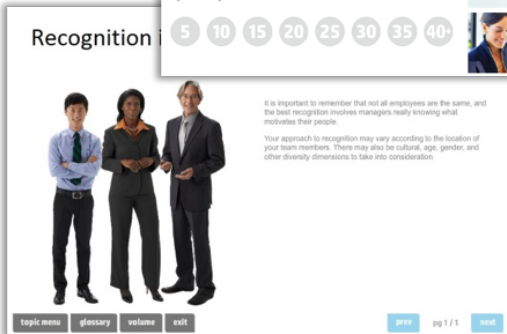 5 10 15 20 25 30 35 40+
Recognition i
It is important to remember that not all employees are the same, and
the best recognition involves managers really knowing what
motivates their people.
Your approach to recognition may vary according to the location of
your team members. There may also be cultural, age, gender, and
other diversity dimensions to take into consideration.
topic menu glossary volume exit prev pg 1 / 1 next